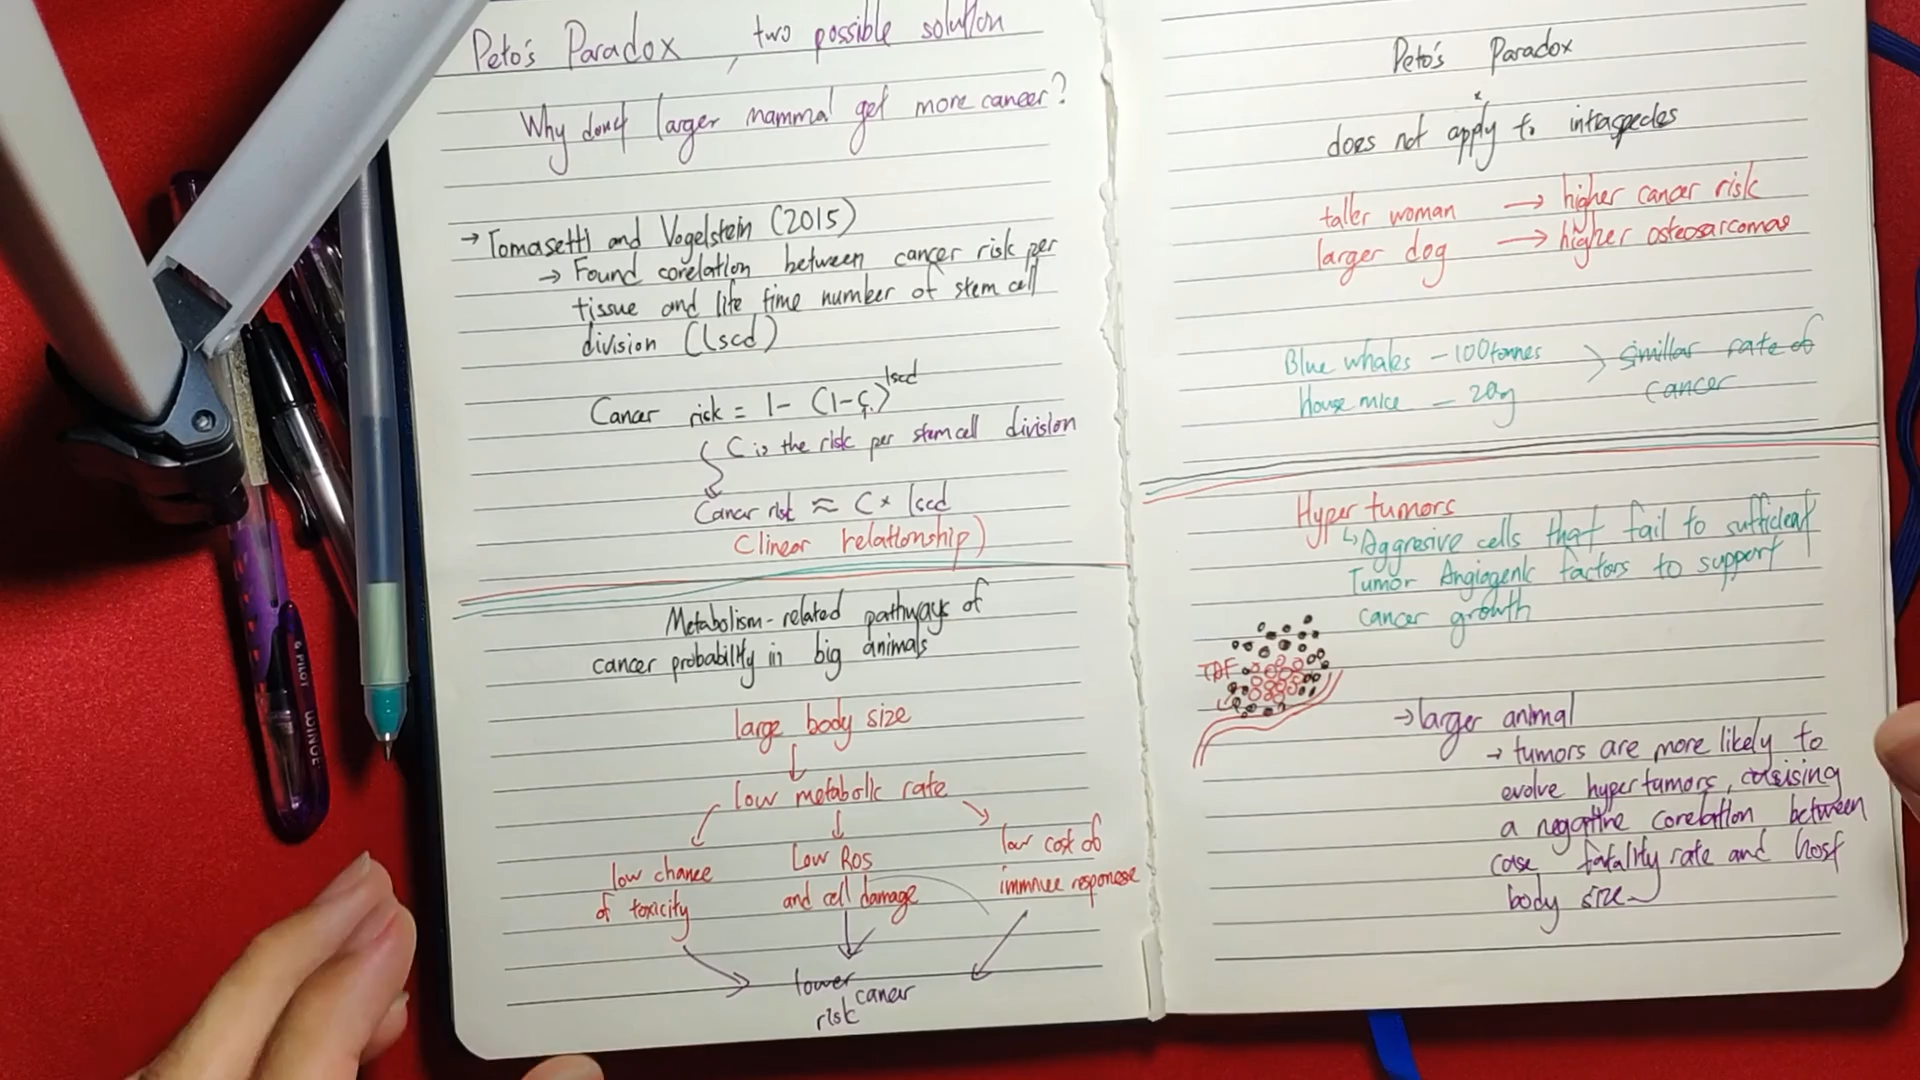 Peto's Paradox, two possible solution
Why don't larger mammal get more cancer?
→ Tomasetti and Vogelstein (2015)
→ Found corelation between cancer risk per
tissue and life time number of stem cell
division (lscd)
Cancer risk = 1- (1-c)^lscd
C is the risk per stem cell division
Cancer risk ≈ C × lscd
(linear relationship)
Metabolism-related pathways of
cancer probability in big animals
large body size
low metabolic rate
low chance
of toxicity
Low ROS
and cell damage
low cost of
immune response
lower cancer
risk
Peto's Paradox
does not apply to intraspecies
taller woman → higher cancer risk
larger dog → higher osteosarcomas
Blue whales - 100 tonnes > simillar rate of
House mice - 20g cancer
Hyper tumors
↳ Aggresive cells that fail to sufficient
Tumor Angiogenic factors to support
cancer growth
TAF
→ larger animal
→ tumors are more likely to
evolve hypertumors,
a negative corelation between
case fatality rate and host
body size
G PILOT WINGEL